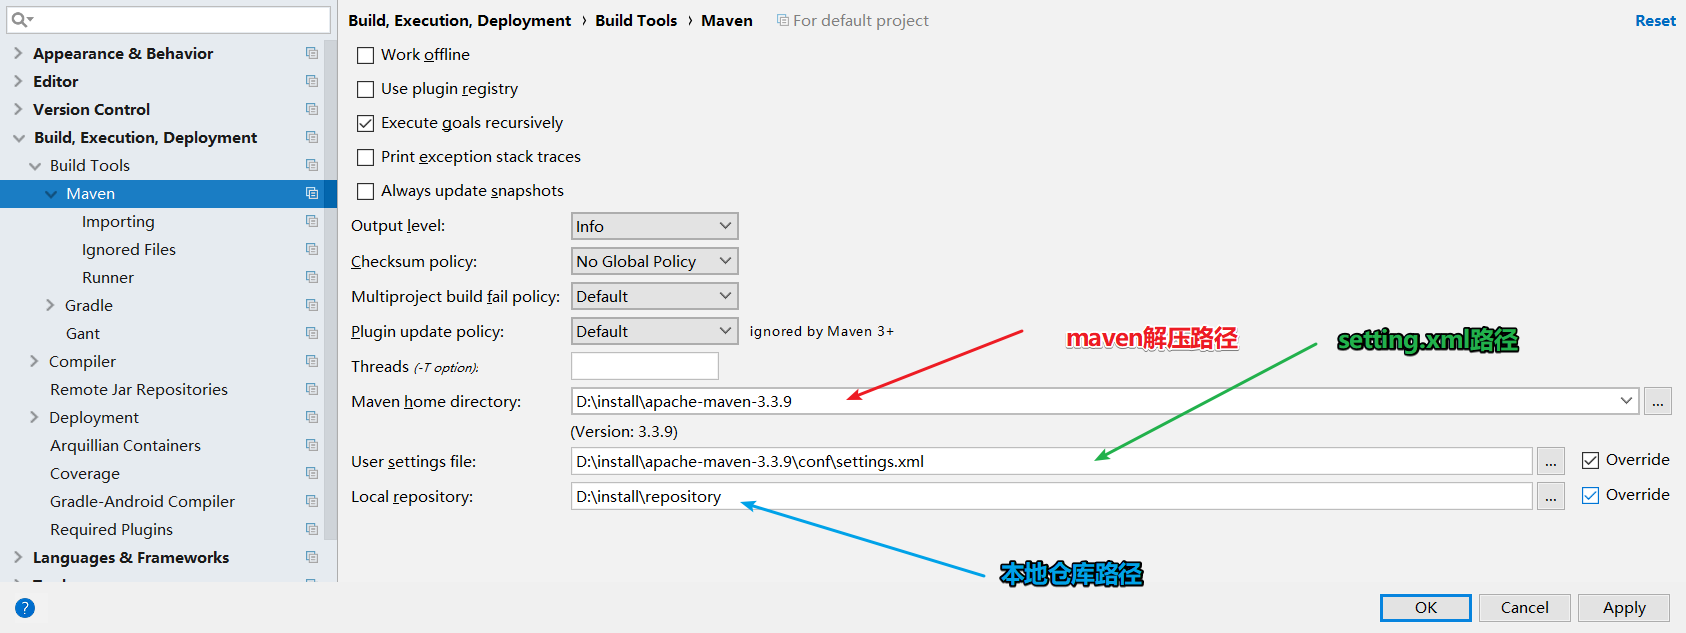 Appearance & Behavior
Editor
Version Control
Build, Execution, Deployment
Build Tools
Maven
Importing
Ignored Files
Runner
Gradle
Gant
Compiler
Remote Jar Repositories
Deployment
Arquillian Containers
Coverage
Gradle-Android Compiler
Required Plugins
Languages & Frameworks
Build, Execution, Deployment › Build Tools › Maven For default project Reset
Work offline
Use plugin registry
Execute goals recursively
Print exception stack traces
Always update snapshots
Output level: Info
Checksum policy: No Global Policy
Multiproject build fail policy: Default
Plugin update policy: Default ignored by Maven 3+
maven解压路径
setting.xml路径
Threads (-T option):
Maven home directory: D:\install\apache-maven-3.3.9 ...
(Version: 3.3.9)
User settings file: D:\install\apache-maven-3.3.9\conf\settings.xml ... Override
Local repository: D:\install\repository ... Override
本地仓库路径
? OK Cancel Apply